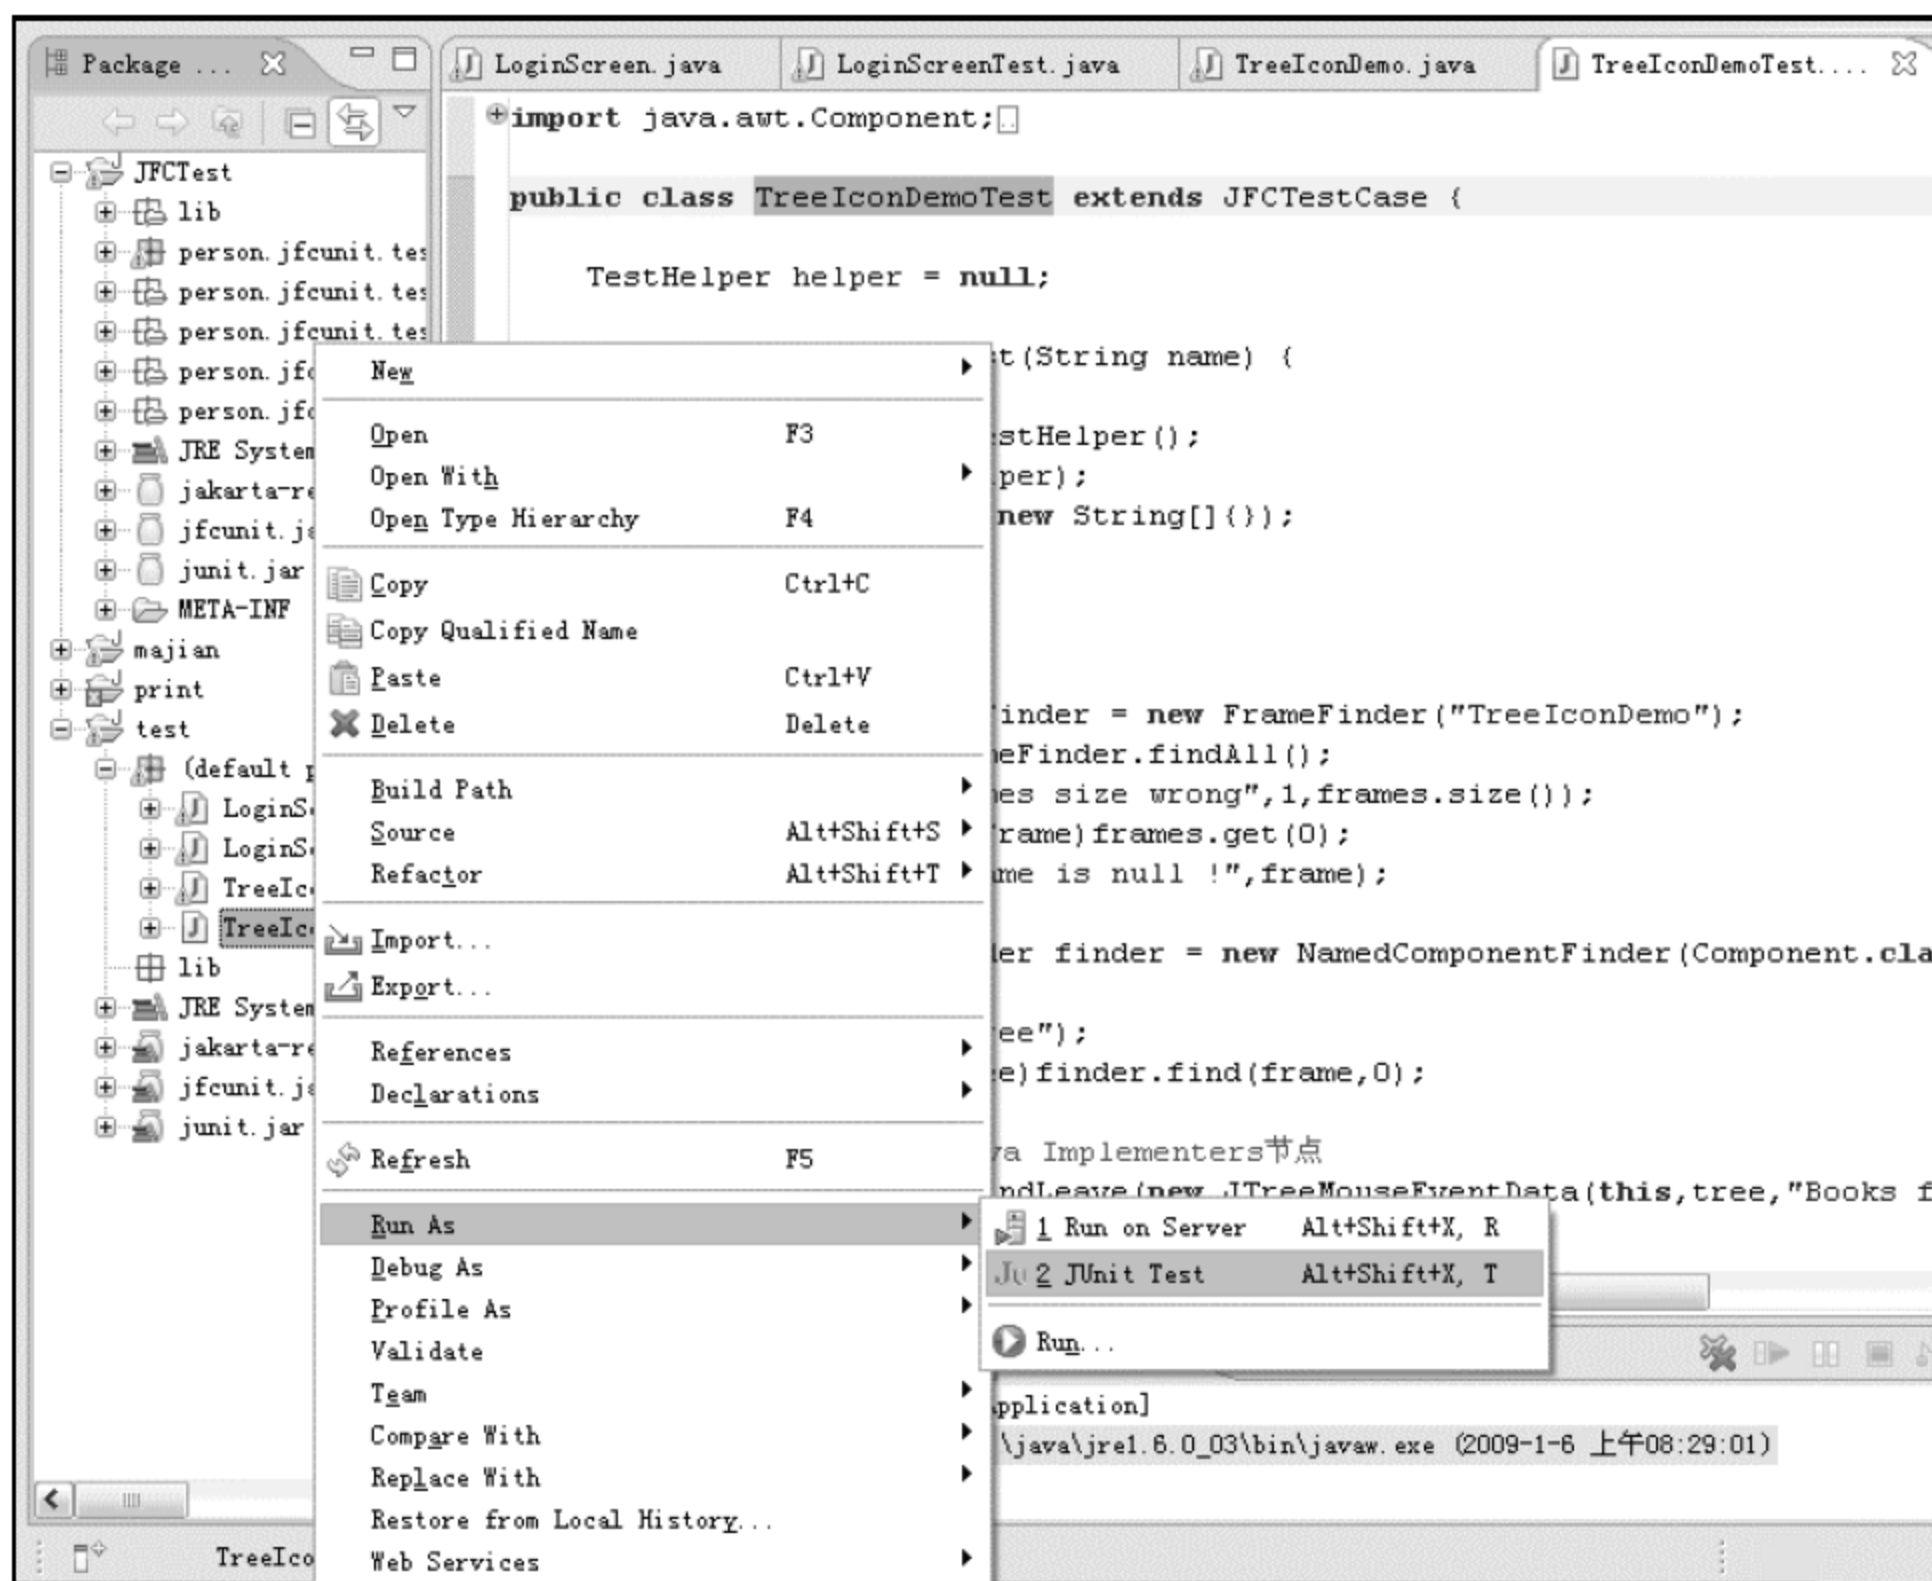 Package ...
LoginScreen.java
LoginScreenTest.java
TreeIconDemo.java
TreeIconDemoTest....
JFCTest
lib
person.jfcunit.tes
person.jfcunit.tes
person.jfcunit.tes
person.jfc
person.jfc
JRE System
jakarta-re
jfcunit.ja
junit.jar
META-INF
majian
print
test
(default p
LoginS
LoginS
TreeIc
TreeIc
lib
JRE System
jakarta-re
jfcunit.ja
junit.jar
import java.awt.Component;
public class TreeIconDemoTest extends JFCTestCase {
TestHelper helper = null;
t(String name) {
stHelper();
per);
new String[]{});
inder = new FrameFinder("TreeIconDemo");
eFinder.findAll();
es size wrong",1,frames.size());
rame)frames.get(0);
me is null !",frame);
er finder = new NamedComponentFinder(Component.cla
ee");
e)finder.find(frame,0);
a Implementers节点
ndLeave(new JTreeMouseEventData(this,tree,"Books f
New
Open F3
Open With
Open Type Hierarchy F4
Copy Ctrl+C
Copy Qualified Name
Paste Ctrl+V
Delete Delete
Build Path
Source Alt+Shift+S
Refactor Alt+Shift+T
Import...
Export...
References
Declarations
Refresh F5
Run As
Debug As
Profile As
Validate
Team
Compare With
Replace With
Restore from Local History...
Web Services
1 Run on Server Alt+Shift+X, R
Ju 2 JUnit Test Alt+Shift+X, T
Run...
pplication]
\java\jre1.6.0_03\bin\javaw.exe (2009-1-6 上午08:29:01)
TreeIco